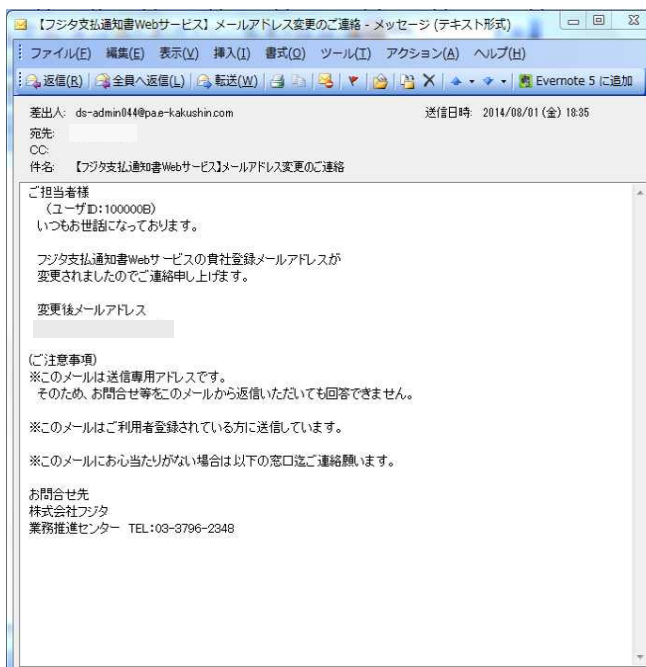 【フジタ支払通知書Webサービス】メールアドレス変更のご連絡 - メッセージ (テキスト形式)
ファイル(F) 編集(E) 表示(V) 挿入(I) 書式(O) ツール(T) アクション(A) ヘルプ(H)
返信(R) 全員へ返信(L) 転送(W) Evernote 5 に追加
差出人: ds-admin044@pa.e-kakushin.com 送信日時: 2014/08/01 (金) 18:35
宛先:
CC:
件名: 【フジタ支払通知書Webサービス】メールアドレス変更のご連絡
ご担当者様
(ユーザID:100000B)
いつもお世話になっております。
フジタ支払通知書Webサービスの貴社登録メールアドレスが
変更されましたのでご連絡申し上げます。
変更後メールアドレス
(ご注意事項)
※このメールは送信専用アドレスです。
そのため、お問合せ等をこのメールから返信いただいても回答できません。
※このメールはご利用者登録されている方に送信しています。
※このメールにお心当たりがない場合は以下の窓口迄ご連絡願います。
お問合せ先
株式会社フジタ
業務推進センター TEL:03-3796-2348